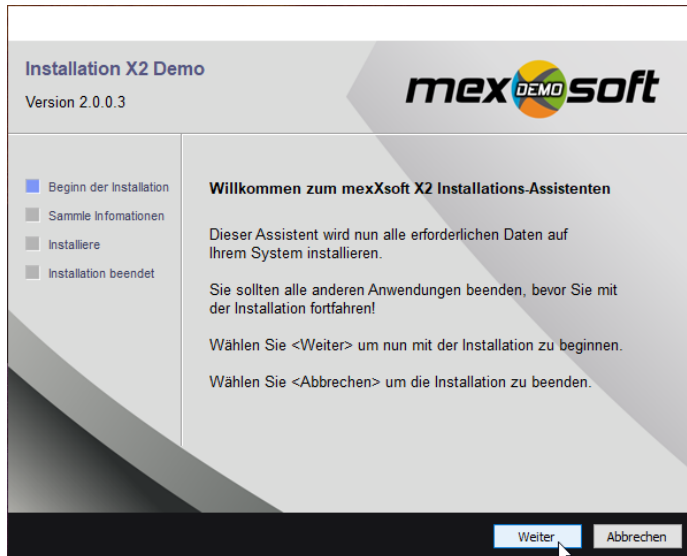 Installation X2 Demo
Version 2.0.0.3
mex DEMO soft
Beginn der Installation
Sammle Infomationen
Installiere
Installation beendet
Willkommen zum mexXsoft X2 Installations-Assistenten
Dieser Assistent wird nun alle erforderlichen Daten auf
Ihrem System installieren.
Sie sollten alle anderen Anwendungen beenden, bevor Sie mit
der Installation fortfahren!
Wählen Sie <Weiter> um nun mit der Installation zu beginnen.
Wählen Sie <Abbrechen> um die Installation zu beenden.
Weiter
Abbrechen